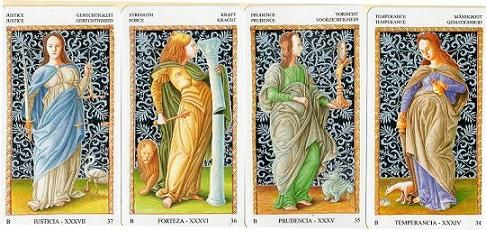 JUSTICE GERECHTIGKEIT
JUSTICE GERECHTIGHEID
B IUSTICIA - XXXVII 37
STRENGTH KRAFT
FORCE KRACHT
B FORTEZA - XXXVI 36
PRUDENCE VORSICHT
PRUDENCE VOORZICHTIGHEID
B PRUDENCIA - XXXV 35
TEMPERANCE MÄSSIGKEIT
TEMPERANCE GEMATIGDHEID
B TEMPERANCIA - XXXIV 34